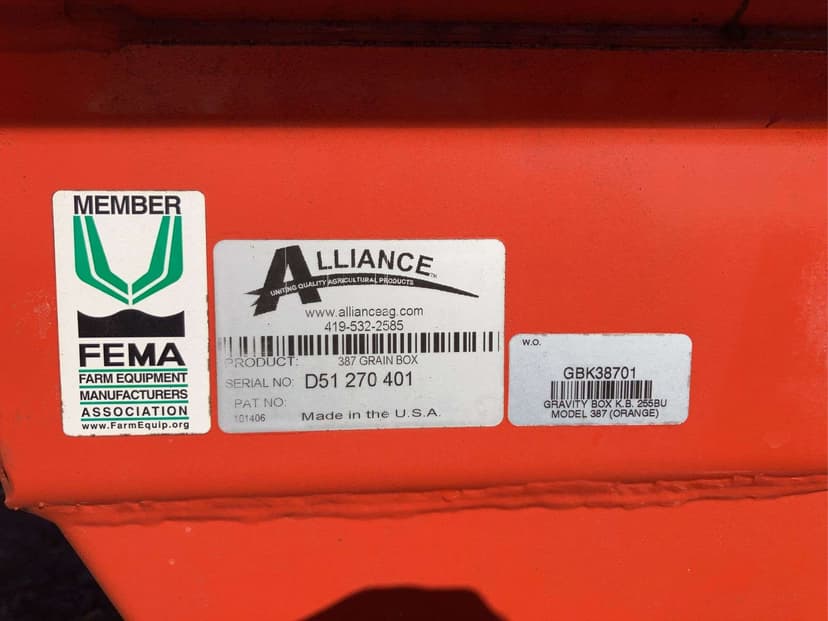 MEMBER
FEMA
FARM EQUIPMENT
MANUFACTURERS
ASSOCIATION
www.FarmEquip.org
ALLIANCE™
UNITING QUALITY AGRICULTURAL PRODUCTS
www.allianceag.com
419-532-2585
PRODUCT: 387 GRAIN BOX
SERIAL NO: D51 270 401
PAT NO:
101406 Made in the U.S.A.
W.O.
GBK38701
GRAVITY BOX K.B. 255BU
MODEL 387 (ORANGE)